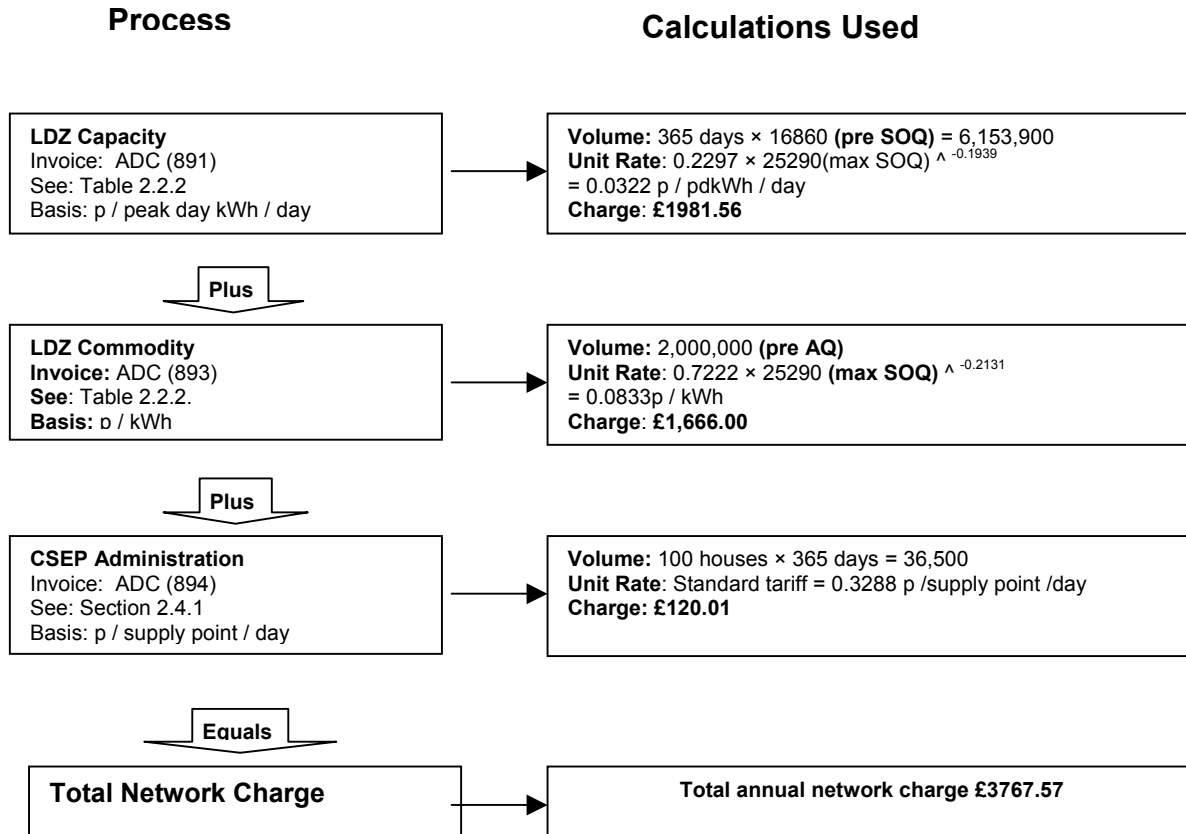 Process
Calculations Used
LDZ Capacity
Invoice: ADC (891)
See: Table 2.2.2
Basis: p / peak day kWh / day
Volume: 365 days × 16860 (pre SOQ) = 6,153,900
Unit Rate: 0.2297 × 25290(max SOQ) ^ -0.1939
= 0.0322 p / pdkWh / day
Charge: £1981.56
Plus
LDZ Commodity
Invoice: ADC (893)
See: Table 2.2.2.
Basis: p / kWh
Volume: 2,000,000 (pre AQ)
Unit Rate: 0.7222 × 25290 (max SOQ) ^ -0.2131
= 0.0833p / kWh
Charge: £1,666.00
Plus
CSEP Administration
Invoice: ADC (894)
See: Section 2.4.1
Basis: p / supply point / day
Volume: 100 houses × 365 days = 36,500
Unit Rate: Standard tariff = 0.3288 p /supply point /day
Charge: £120.01
Equals
Total Network Charge
Total annual network charge £3767.57